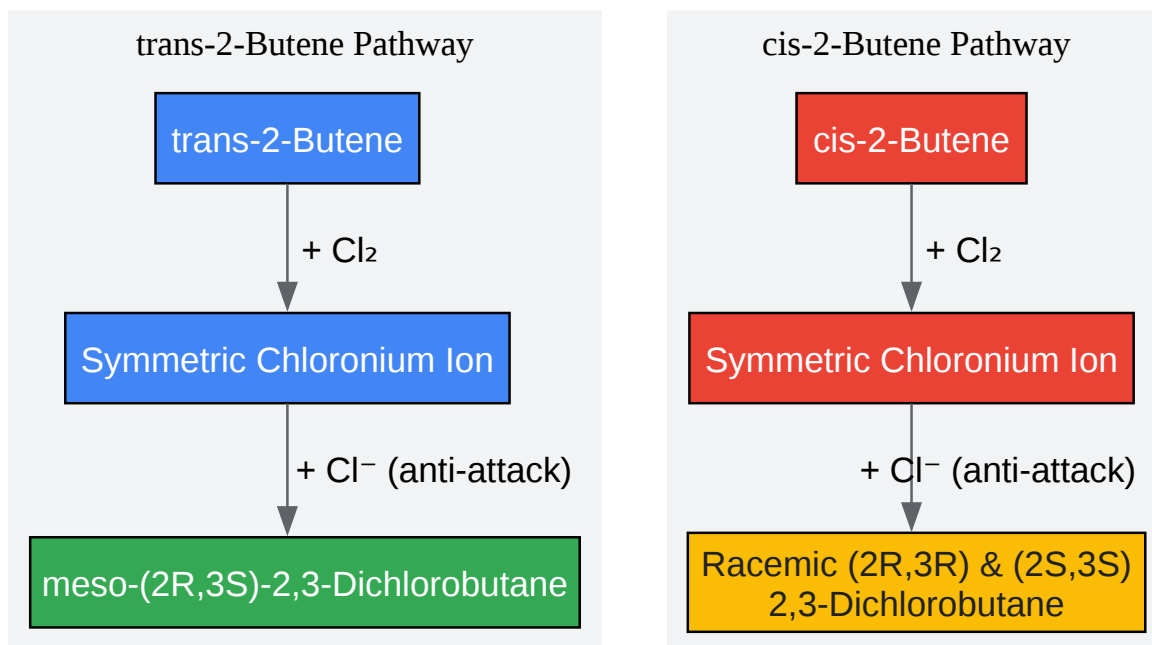 trans-2-Butene Pathway
trans-2-Butene
+ Cl₂
Symmetric Chloronium Ion
+ Cl⁻ (anti-attack)
meso-(2R,3S)-2,3-Dichlorobutane
cis-2-Butene Pathway
cis-2-Butene
+ Cl₂
Symmetric Chloronium Ion
+ Cl⁻ (anti-attack)
Racemic (2R,3R) & (2S,3S)
2,3-Dichlorobutane